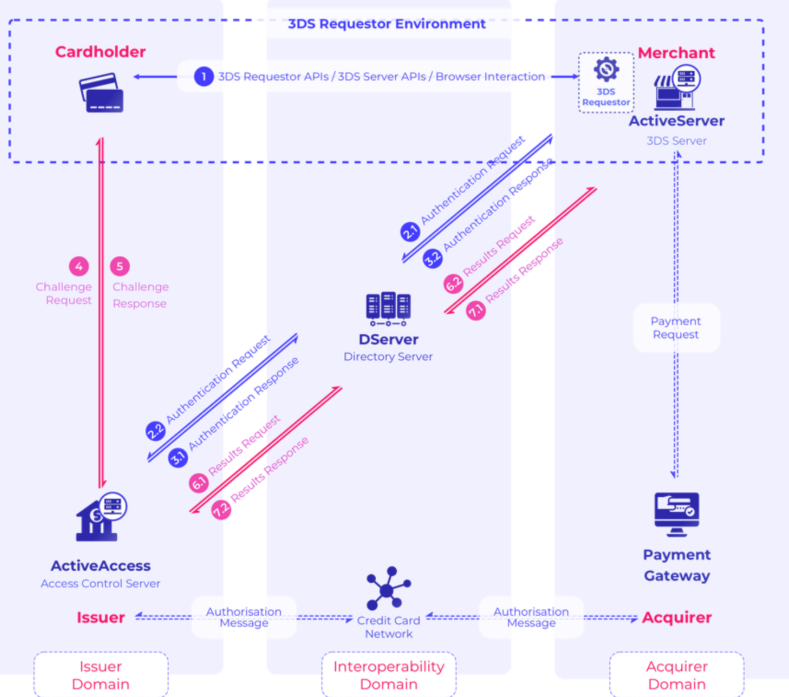 3DS Requestor Environment
Cardholder
Merchant
1 3DS Requestor APIs / 3DS Server APIs / Browser Interaction
3DS
Requestor
ActiveServer
3DS Server
2.1 Authentication Request
3.2 Authentication Response
6.2 Results Request
7.1 Results Response
4
Challenge
Request
5
Challenge
Response
DServer
Directory Server
Payment
Request
2.2 Authentication Request
3.1 Authentication Response
6.1 Results Request
7.2 Results Response
$
ActiveAccess
Access Control Server
Payment
Gateway
Issuer
Authorisation
Message
Credit Card
Network
Authorisation
Message
Acquirer
Issuer
Domain
Interoperability
Domain
Acquirer
Domain